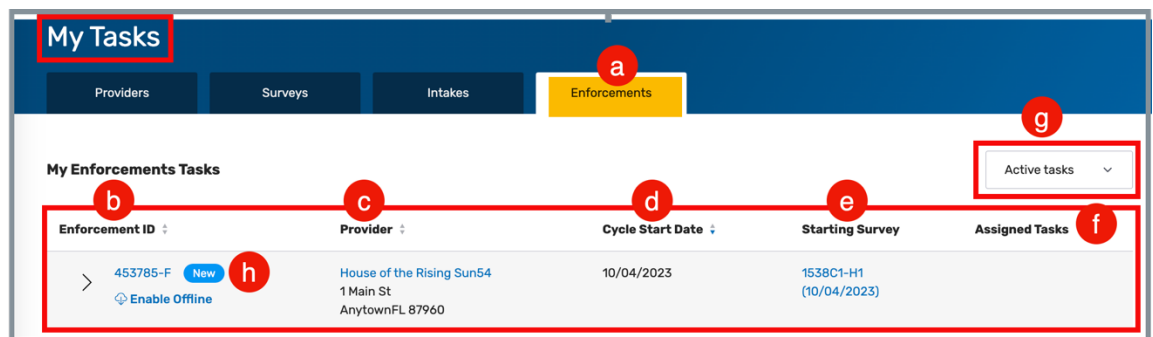 My Tasks
a
Providers Surveys Intakes Enforcements
g
My Enforcements Tasks Active tasks
b c d e f
Enforcement ID Provider Cycle Start Date Starting Survey Assigned Tasks
453785-F New h House of the Rising Sun54 10/04/2023 1538C1-H1
Enable Offline 1 Main St (10/04/2023)
AnytownFL 87960